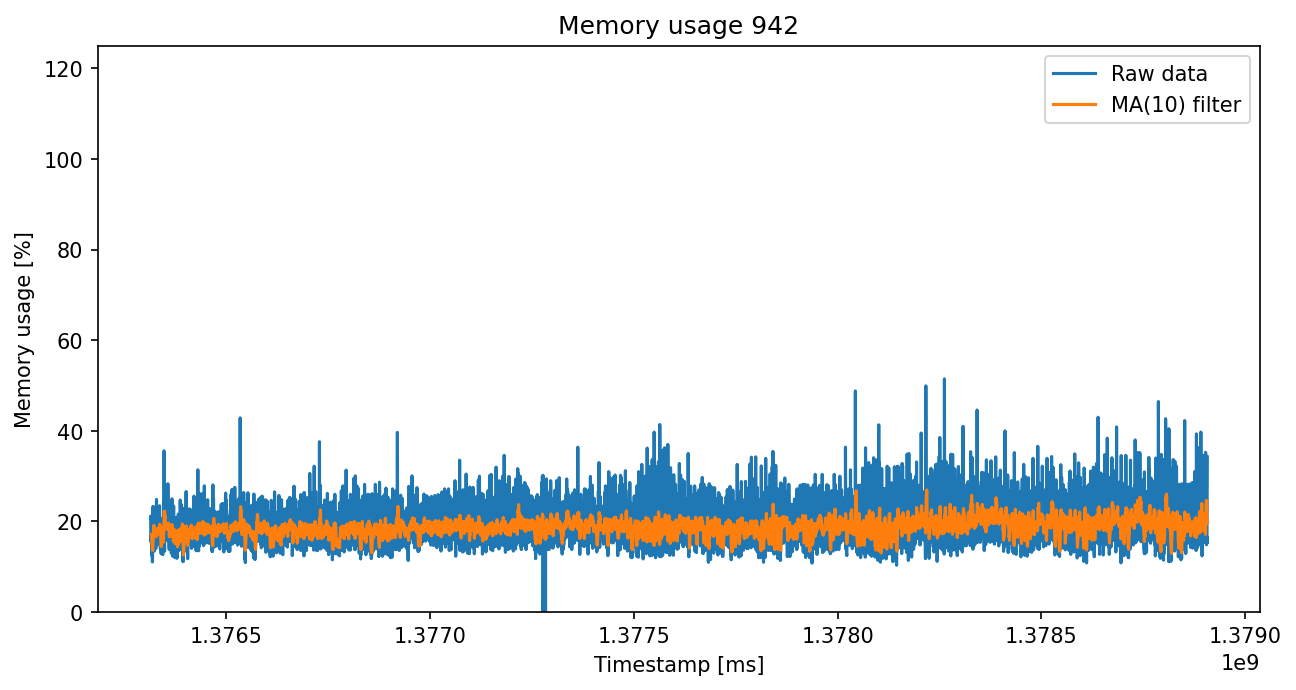 Memory usage 942
Raw data
MA(10) filter
Memory usage [%]
120
100
80
60
40
20
0
1.3765 1.3770 1.3775 1.3780 1.3785 1.3790
1e9
Timestamp [ms]